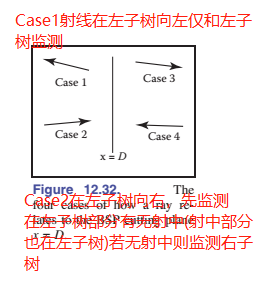 Case1射线在左子树向左仅和左子
树监测
Case 1
Case 3
Case 2
Case 4
x = D
Figure 12.32. The
four cases of how a ray re-
lates to the BSP cutting plane
x = D.
Case2在左子树向右，先监测
在左子树部分有无射中(射中部分
也在左子树)若无射中则监测右子
树